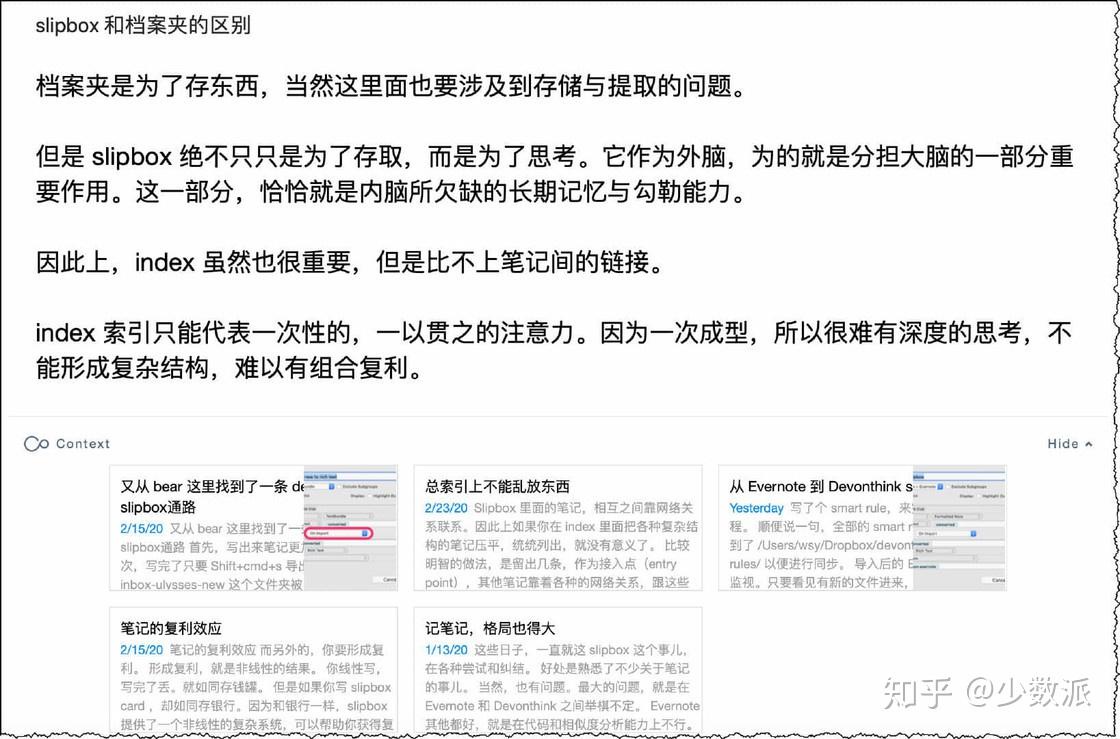 slipbox 和档案夹的区别
档案夹是为了存东西，当然这里面也要涉及到存储与提取的问题。
但是 slipbox 绝不只只是为了存取，而是为了思考。它作为外脑，为的就是分担大脑的一部分重
要作用。这一部分，恰恰就是内脑所欠缺的长期记忆与勾勒能力。
因此上，index 虽然也很重要，但是比不上笔记间的链接。
index 索引只能代表一次性的，一以贯之的注意力。因为一次成型，所以很难有深度的思考，不
能形成复杂结构，难以有组合复利。
Context
Hide
又从 bear 这里找到了一条 de
slipbox通路
2/15/20 又从 bear 这里找到了一
slipbox通路 首先，写出来笔记更
次，写完了只要 Shift+cmd+s 导出
inbox-ulysses-new 这个文件夹被
总索引上不能乱放东西
2/23/20 Slipbox 里面的笔记，相互之间靠网络关
系联系。因此上如果你在 index 里面把各种复杂结
构的笔记压平，统统列出，就没有意义了。 比较
明智的做法，是留出几条，作为接入点（entry
point），其他笔记靠着各种的网络关系，跟这些
从 Evernote 到 Devonthink s
Yesterday 写了个 smart rule，来
程。 顺便说一句，全部的 smart r
到了 /Users/wsy/Dropbox/devon
rules/ 以便进行同步。 导入后的 E
监视。只要看见有新的文件进来，
笔记的复利效应
2/15/20 笔记的复利效应 而另外的，你要形成复
利。 形成复利，就是非线性的结果。 你线性写，
写完了丢。就如同存钱罐。 但是如果你写 slipbox
card ，却如同存银行。因为和银行一样，slipbox
提供了一个非线性的复杂系统，可以帮助你获得复
记笔记，格局也得大
1/13/20 这些日子，一直就这 slipbox 这个事儿，
在各种尝试和纠结。 好处是熟悉了不少关于笔记
的事儿。 当然，也有问题。最大的问题，就是在
Evernote 和 Devonthink 之间举棋不定。 Evernote
其他都好，就是在代码和相似度分析能力上不行。
知乎 @少数派